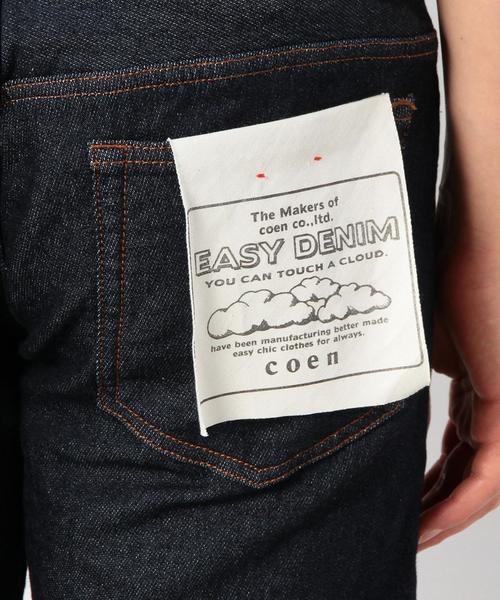 The Makers of
coen co.,ltd.
EASY DENIM
YOU CAN TOUCH A CLOUD.
have been manufacturing better made
easy chic clothes for always.
coen